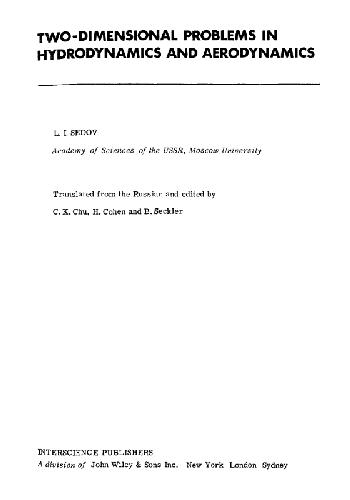 TWO-DIMENSIONAL PROBLEMS IN
HYDRODYNAMICS AND AERODYNAMICS
L. I SEDOV
Academy of Sciences of the USSR, Moscow University
Translated from the Russian and edited by
C. K. Chu, H. Cohen and B. Seckler
INTERSCIENCE PUBLISHERS
A division of John Wiley & Sons Inc. New York London Sydney